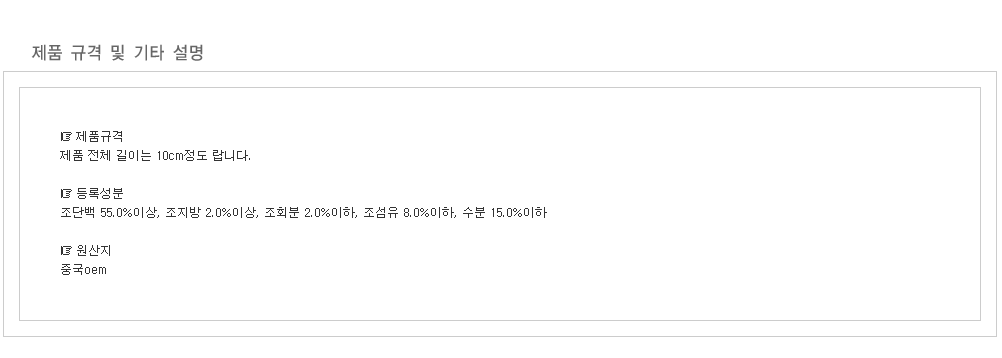 제품 규격 및 기타 설명
☞ 제품규격
제품 전체 길이는 10cm정도 랍니다.
☞ 등록성분
조단백 55.0%이상, 조지방 2.0%이상, 조회분 2.0%이하, 조섬유 8.0%이하, 수분 15.0%이하
☞ 원산지
중국oem